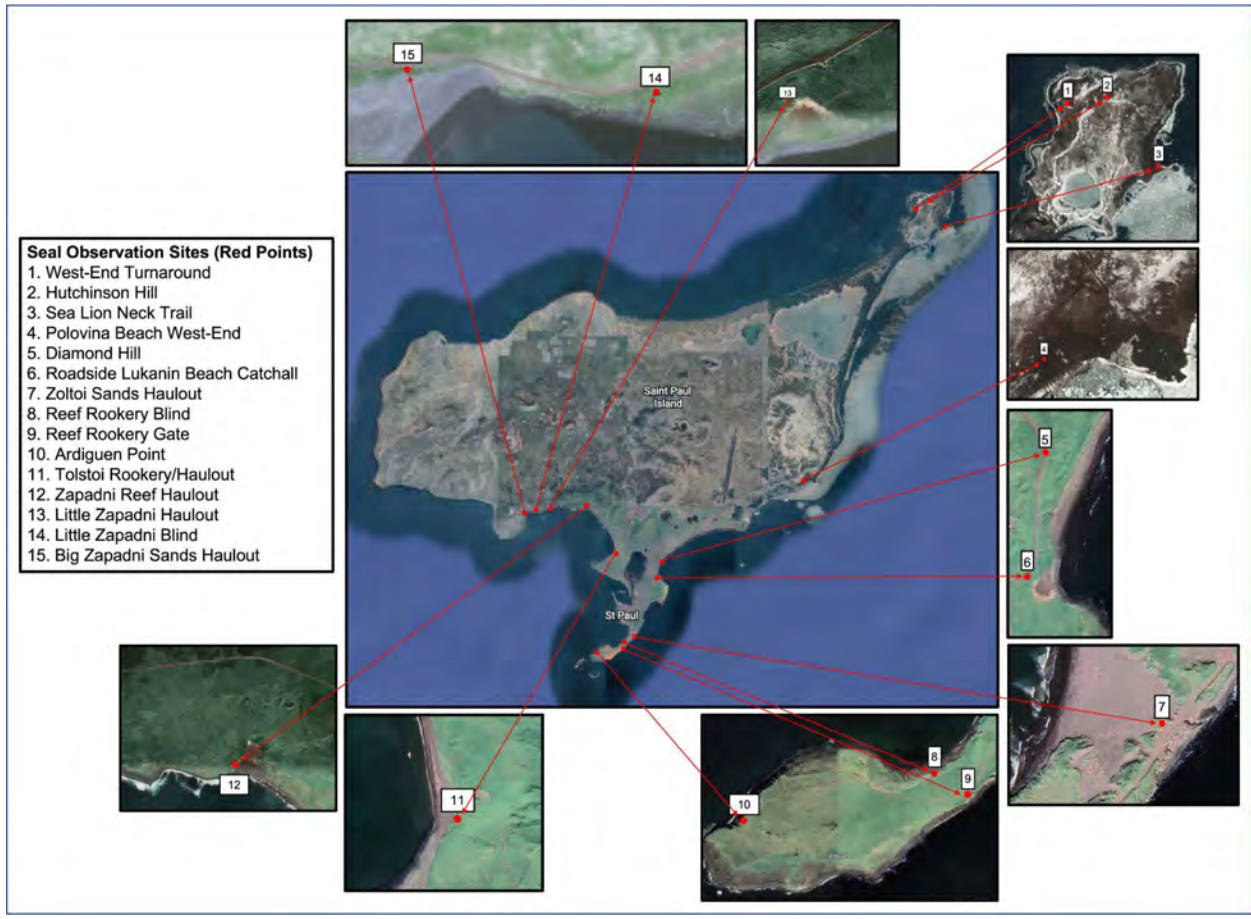 15
14
13
1
2
3
Seal Observation Sites (Red Points)
1. West-End Turnaround
2. Hutchinson Hill
3. Sea Lion Neck Trail
4. Polovina Beach West-End
5. Diamond Hill
6. Roadside Lukanin Beach Catchall
7. Zoltoi Sands Haulout
8. Reef Rookery Blind
9. Reef Rookery Gate
10. Ardiguen Point
11. Tolstoi Rookery/Haulout
12. Zapadni Reef Haulout
13. Little Zapadni Haulout
14. Little Zapadni Blind
15. Big Zapadni Sands Haulout
Saint Paul
Island
St Paul
4
5
6
7
8
9
10
11
12